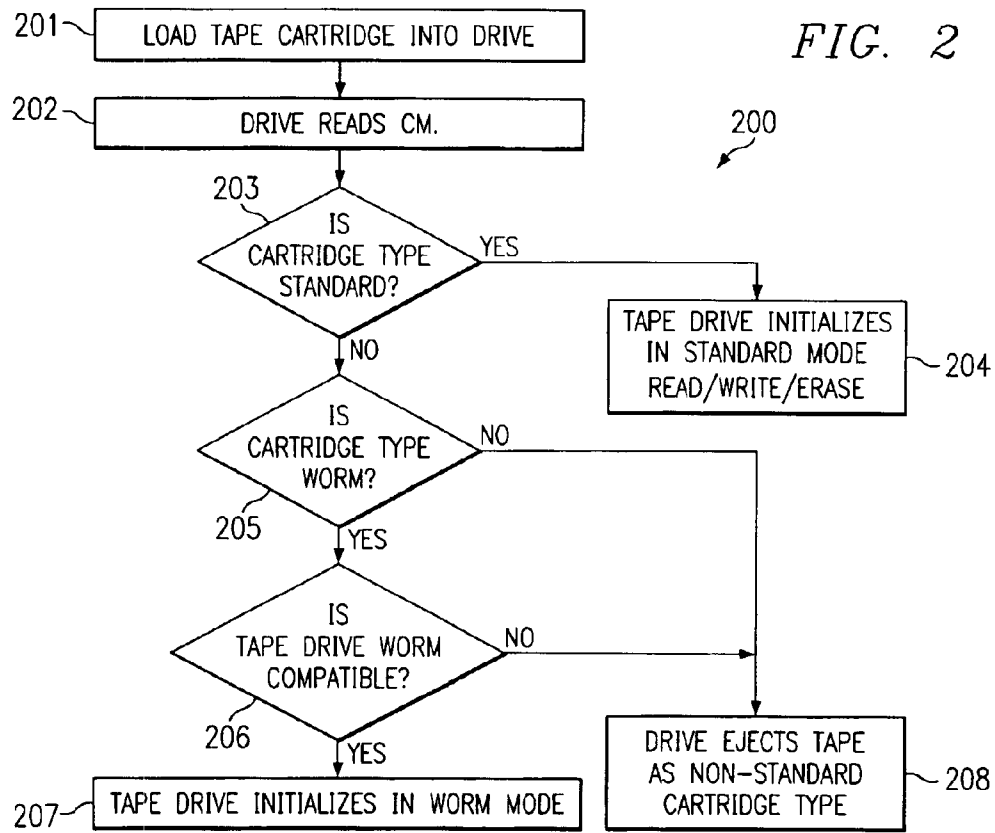 FIG. 2
200
201
LOAD TAPE CARTRIDGE INTO DRIVE
202
DRIVE READS CM.
203
IS
CARTRIDGE TYPE
STANDARD?
YES
NO
TAPE DRIVE INITIALIZES
IN STANDARD MODE
READ/WRITE/ERASE
204
IS
CARTRIDGE TYPE
WORM?
NO
205
YES
IS
TAPE DRIVE WORM
COMPATIBLE?
NO
206
YES
207
TAPE DRIVE INITIALIZES IN WORM MODE
DRIVE EJECTS TAPE
AS NON-STANDARD
CARTRIDGE TYPE
208